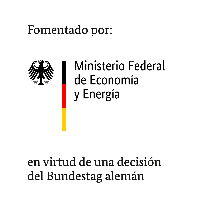 Fomentado por:
Ministerio Federal
de Economía
y Energía
en virtud de una decisión
del Bundestag alemán